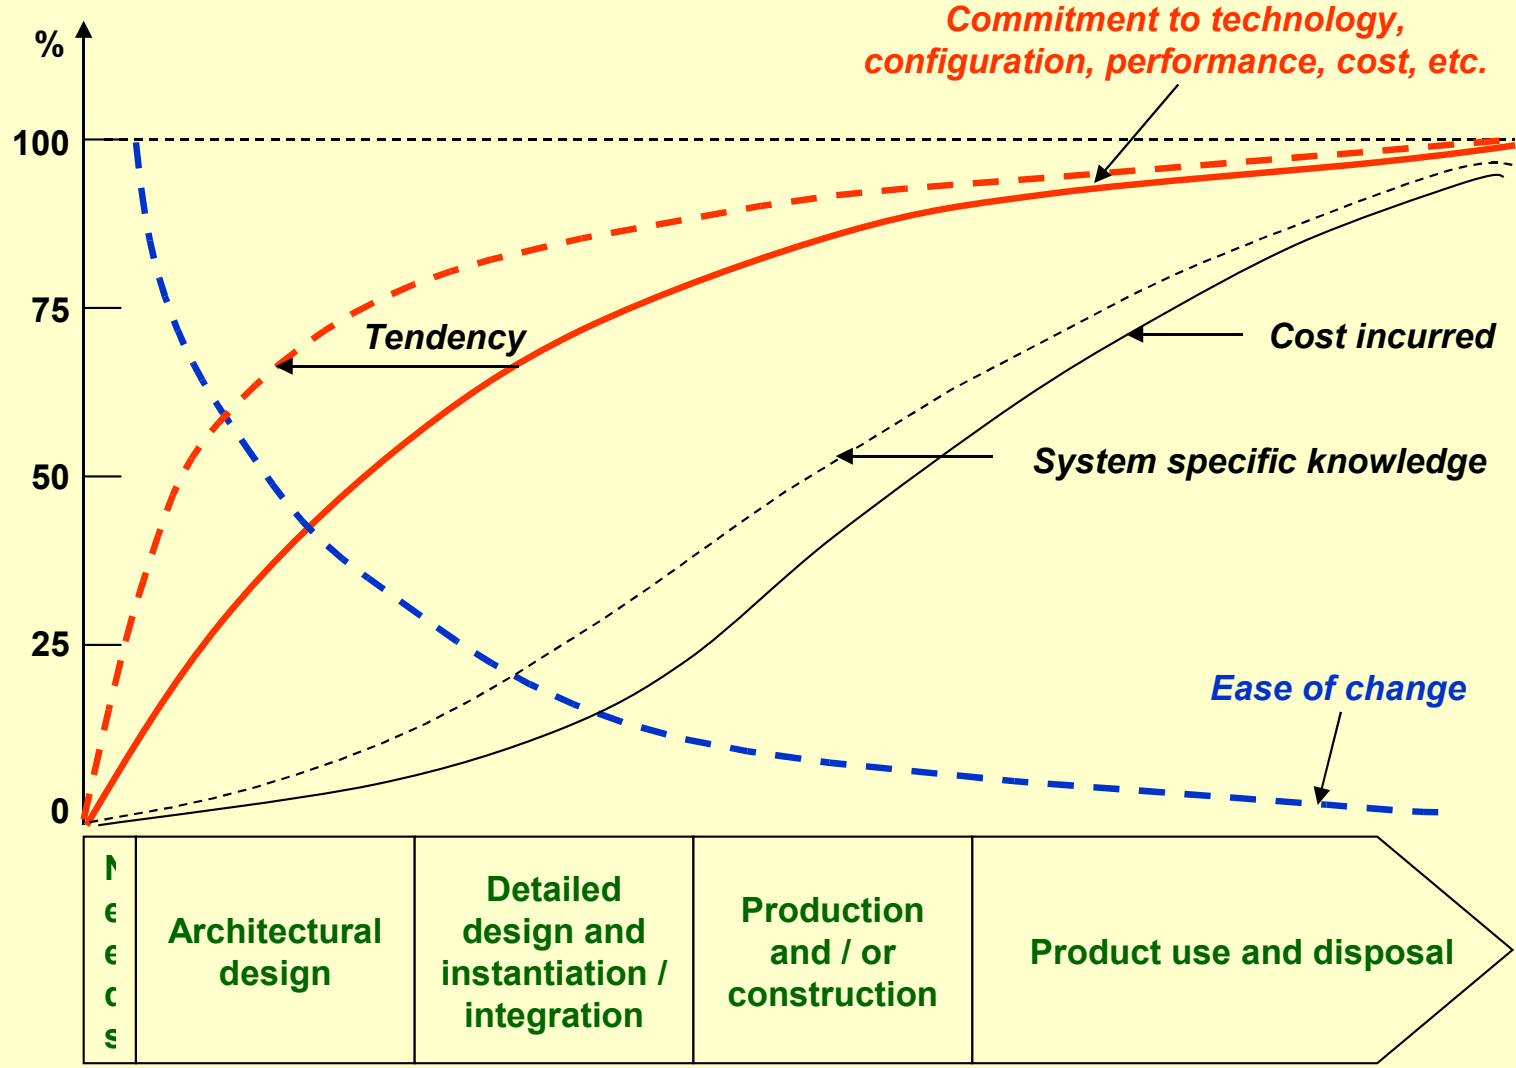 %
Commitment to technology,
configuration, performance, cost, etc.
100
75
Tendency
Cost incurred
50
System specific knowledge
25
Ease of change
0
N
e
e
d
s
Architectural
design
Detailed
design and
instantiation /
integration
Production
and / or
construction
Product use and disposal